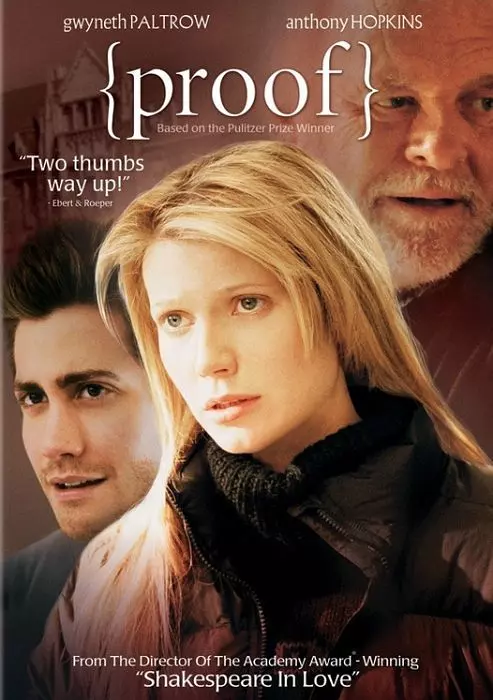 gwyneth PALTROW anthony HOPKINS
{proof}
Based on the Pulitzer Prize Winner
"Two thumbs
way up!"
- Ebert & Roeper
From The Director Of The Academy Award® - Winning
"Shakespeare In Love"